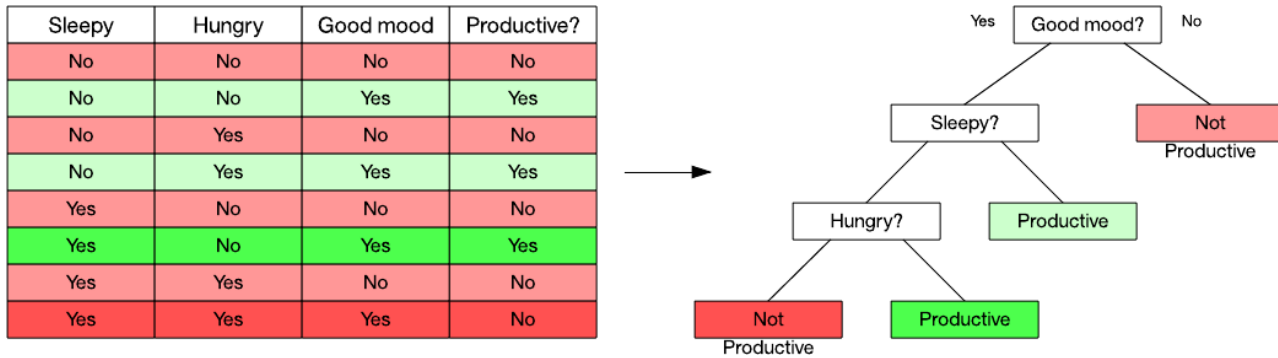 Sleepy Hungry Good mood Productive?
No No No No
No No Yes Yes
No Yes No No
No Yes Yes Yes
Yes No No No
Yes No Yes Yes
Yes Yes No No
Yes Yes Yes No
Yes Good mood? No
Sleepy? Not
Productive
Hungry? Productive
Not Productive
Productive